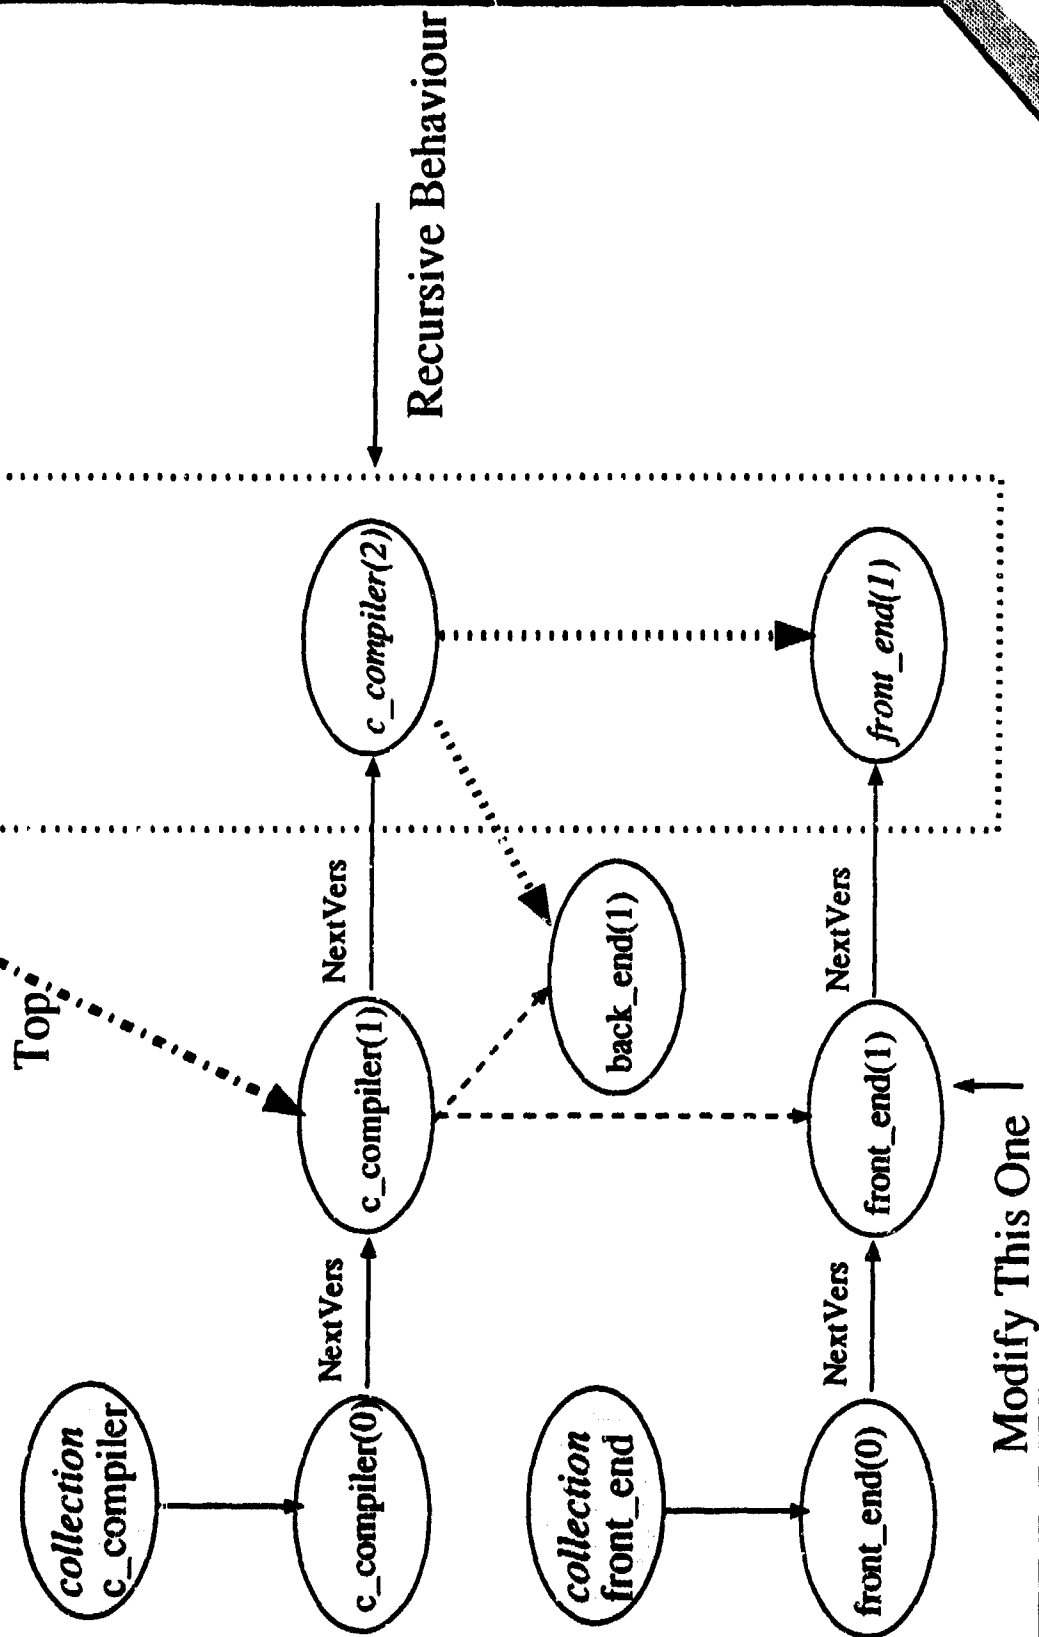 Top
Recursive Behaviour
collection
c_compiler
c_compiler(0)
NextVers
c_compiler(1)
NextVers
c_compiler(2)
back_end(1)
collection
front_end
front_end(0)
NextVers
front_end(1)
NextVers
front_end(1)
Modify This One